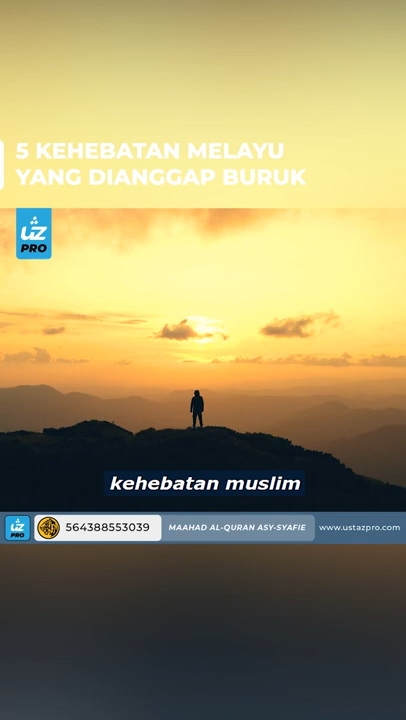 5 KEHEBATAN MELAYU
YANG DIANGGAP BURUK
UZ
PRO
kehebatan muslim
UZ
PRO
564388553039
MAAHAD AL-QURAN ASY-SYAFIE
www.ustazpro.com